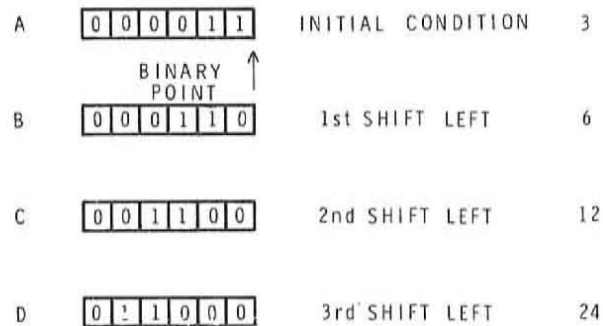 A 0 0 0 0 1 1 INITIAL CONDITION 3
BINARY
POINT
B 0 0 0 1 1 0 1st SHIFT LEFT 6
C 0 0 1 1 0 0 2nd SHIFT LEFT 12
D 0 1 1 0 0 0 3rd SHIFT LEFT 24